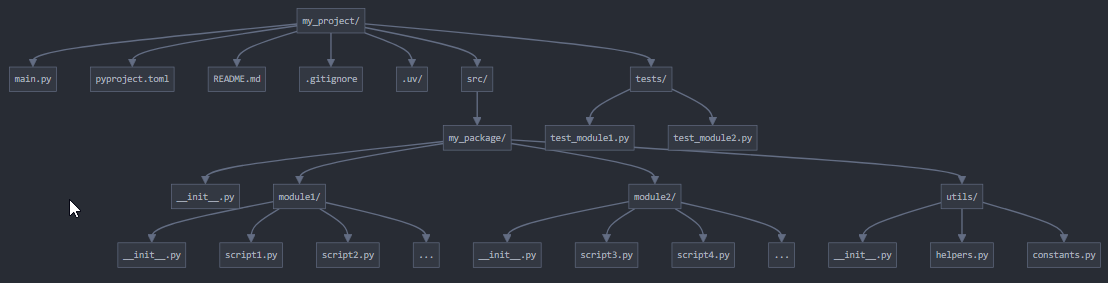 my_project/
main.py
pyproject.toml
README.md
.gitignore
.uv/
src/
tests/
my_package/
test_module1.py
test_module2.py
__init__.py
module1/
module2/
utils/
__init__.py
script1.py
script2.py
...
__init__.py
script3.py
script4.py
...
__init__.py
helpers.py
constants.py